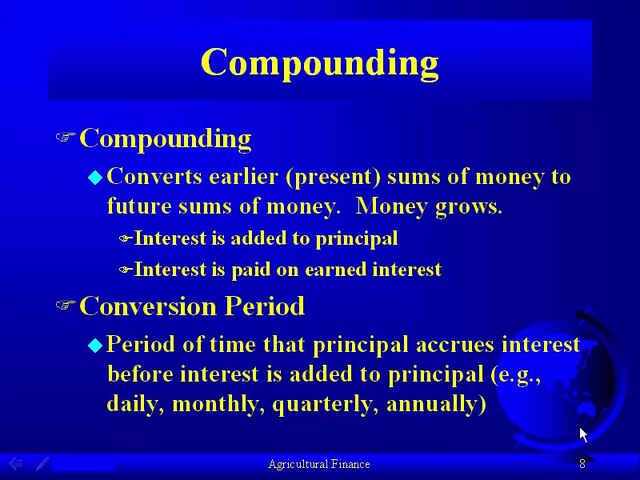 Compounding
Compounding
Converts earlier (present) sums of money to
future sums of money.  Money grows.
Interest is added to principal
Interest is paid on earned interest
Conversion Period
Period of time that principal accrues interest
before interest is added to principal (e.g.,
daily, monthly, quarterly, annually)
Agricultural Finance
8